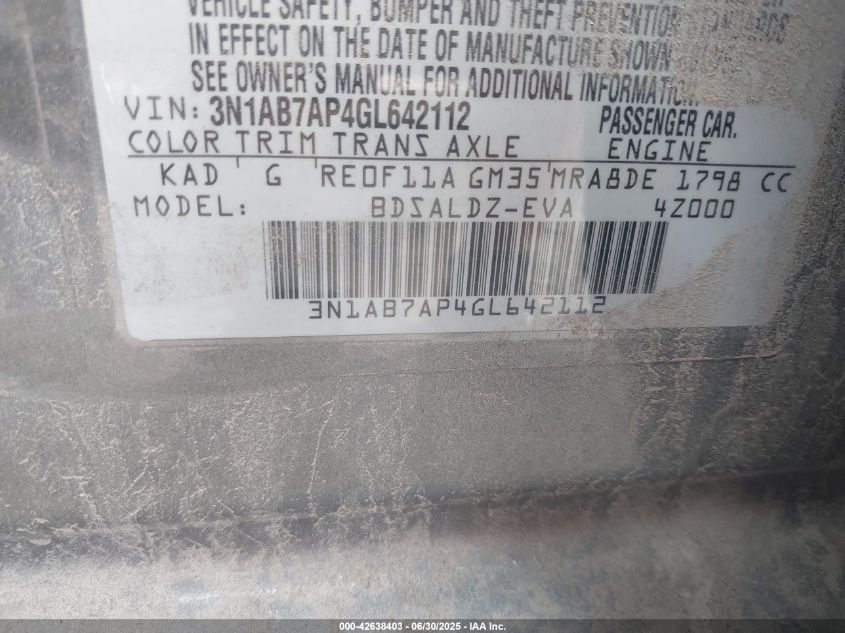 VEHICLE SAFETY, BUMPER AND THEFT PREVENTION STANDARDS
IN EFFECT ON THE DATE OF MANUFACTURE SHOWN
SEE OWNER'S MANUAL FOR ADDITIONAL INFORMATION.
VIN: 3N1AB7AP4GL642112 PASSENGER CAR.
COLOR TRIM TRANS AXLE ENGINE
KAD G RE0F11A GM35 MRA8DE 1798 CC
MODEL: BDSALDZ-EVA 4Z000
3N1AB7AP4GL642112
000-42638403 - 06/30/2025 - IAA Inc.